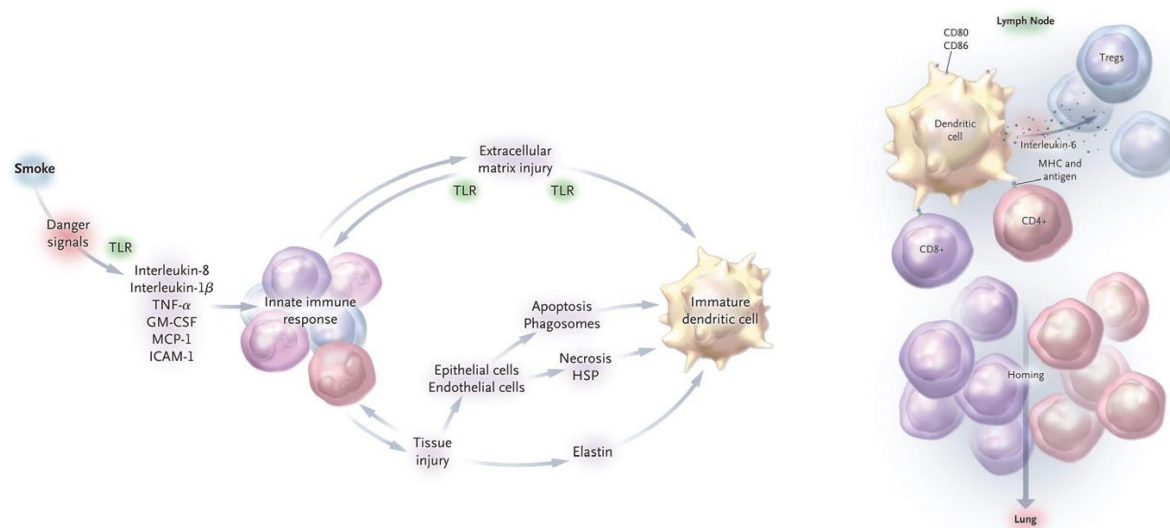 Smoke
Danger
signals
TLR
Interleukin-8
Interleukin-1β
TNF-α
GM-CSF
MCP-1
ICAM-1
Innate immune
response
Extracellular
matrix injury
TLR
TLR
Apoptosis
Phagosomes
Epithelial cells
Endothelial cells
Necrosis
HSP
Tissue
injury
Elastin
Immature
dendritic cell
Lymph Node
CD80
CD86
Tregs
Dendritic
cell
Interleukin-6
MHC and
antigen
CD4+
CD8+
Homing
Lung